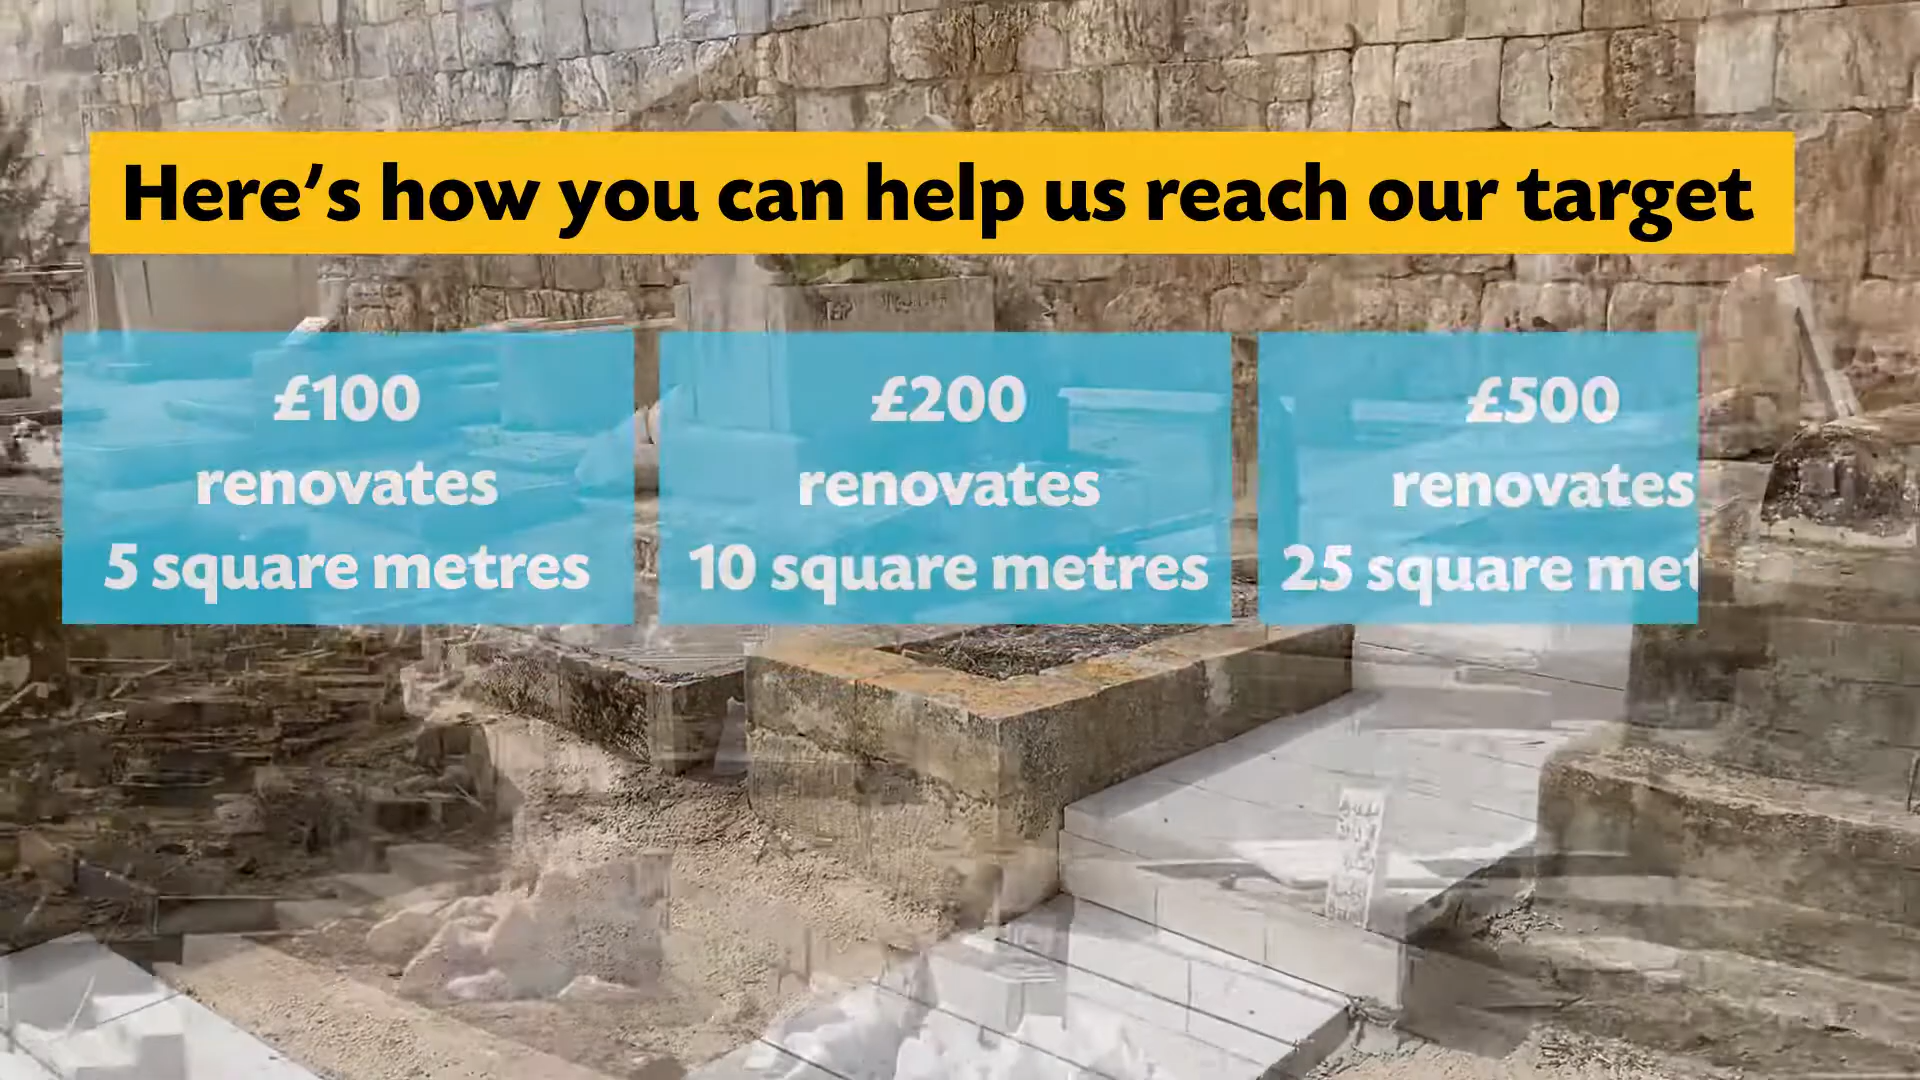 Here's how you can help us reach our target
£100
renovates
5 square metres
£200
renovates
10 square metres
£500
renovates
25 square met